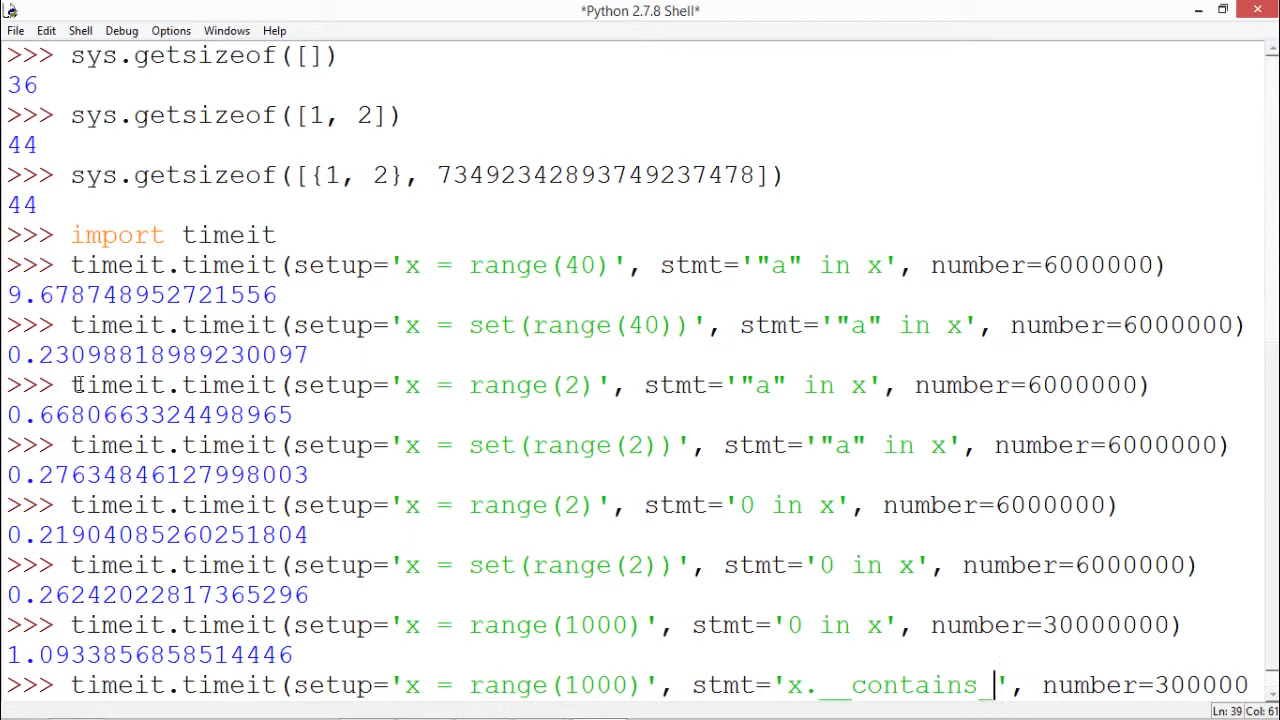 *Python 2.7.8 Shell*
File Edit Shell Debug Options Windows Help
>>> sys.getsizeof([])
36
>>> sys.getsizeof([1, 2])
44
>>> sys.getsizeof([{1, 2}, 73492342893749237478])
44
>>> import timeit
>>> timeit.timeit(setup='x = range(40)', stmt='"a" in x', number=6000000)
9.678748952721556
>>> timeit.timeit(setup='x = set(range(40))', stmt='"a" in x', number=6000000)
0.23098818989230097
>>> timeit.timeit(setup='x = range(2)', stmt='"a" in x', number=6000000)
0.6680663324498965
>>> timeit.timeit(setup='x = set(range(2))', stmt='"a" in x', number=6000000)
0.27634846127998003
>>> timeit.timeit(setup='x = range(2)', stmt='0 in x', number=6000000)
0.21904085260251804
>>> timeit.timeit(setup='x = set(range(2))', stmt='0 in x', number=6000000)
0.26242022817365296
>>> timeit.timeit(setup='x = range(1000)', stmt='0 in x', number=30000000)
1.0933856858514446
>>> timeit.timeit(setup='x = range(1000)', stmt='x.__contains_', number=300000
Ln: 39 Col: 61